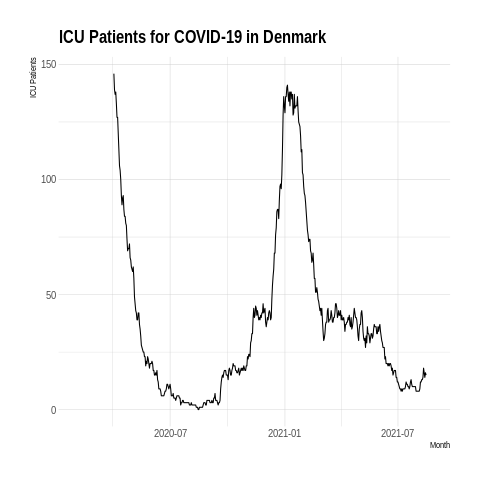 ICU Patients for COVID-19 in Denmark
ICU Patients
150
100
50
0
2020-07
2021-01
2021-07
Month